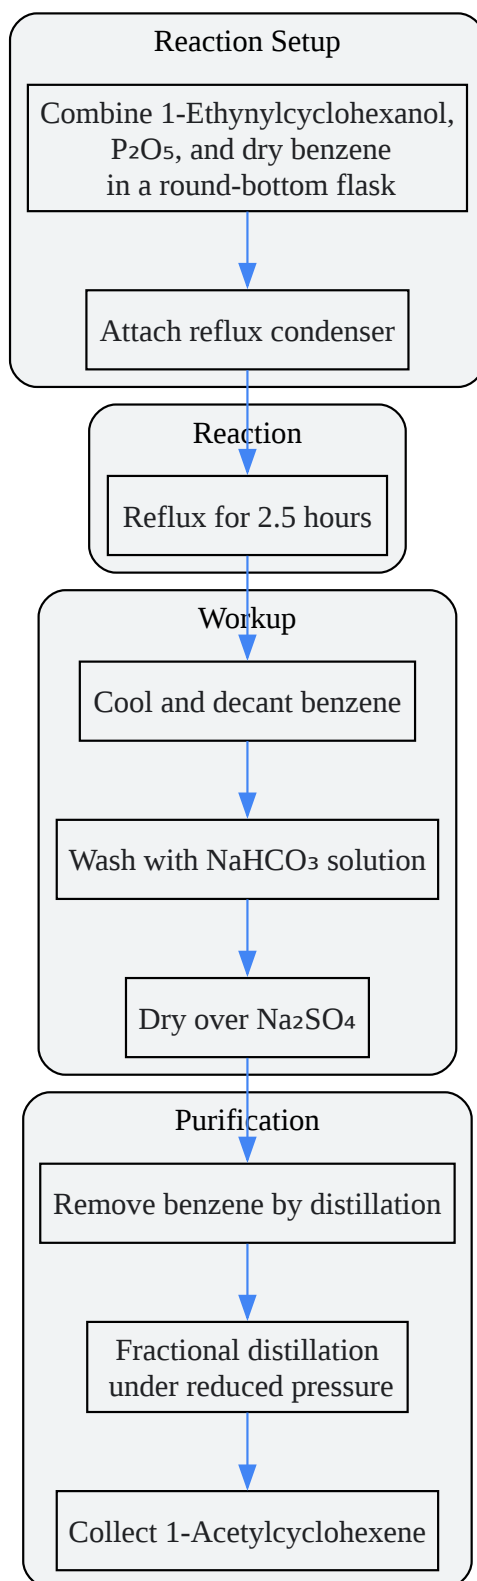 Reaction Setup
Combine 1-Ethynylcyclohexanol,
P₂O₅, and dry benzene
in a round-bottom flask
Attach reflux condenser
Reaction
Reflux for 2.5 hours
Workup
Cool and decant benzene
Wash with NaHCO₃ solution
Dry over Na₂SO₄
Purification
Remove benzene by distillation
Fractional distillation
under reduced pressure
Collect 1-Acetylcyclohexene